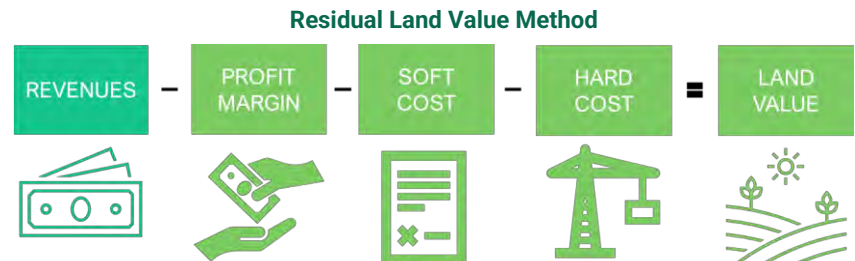 Residual Land Value Method
REVENUES – PROFIT MARGIN – SOFT COST – HARD COST = LAND VALUE